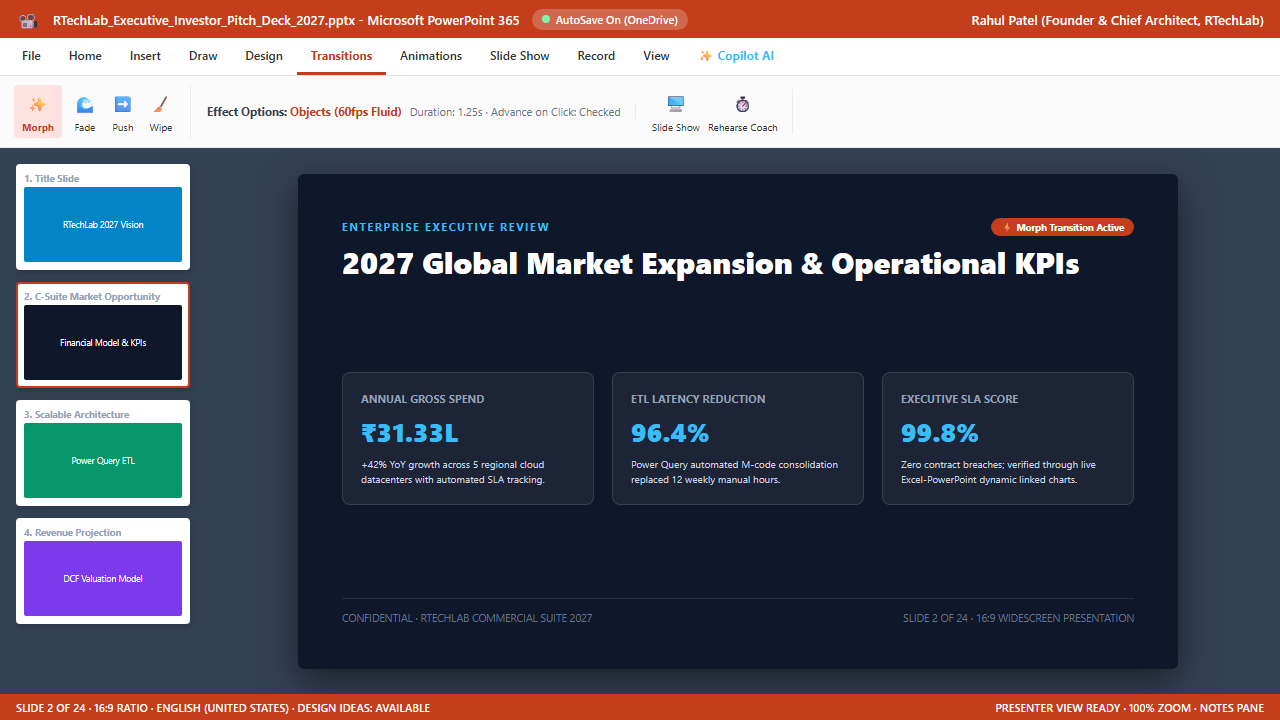 RTechLab_Executive_Investor_Pitch_Deck_2027.pptx - Microsoft PowerPoint 365
AutoSave On (OneDrive)
Rahul Patel (Founder & Chief Architect, RTechLab)
File
Home
Insert
Draw
Design
Transitions
Animations
Slide Show
Record
View
Copilot AI
Morph
Fade
Push
Wipe
Effect Options: Objects (60fps Fluid)
Duration: 1.25s · Advance on Click: Checked
Slide Show
Rehearse Coach
1. Title Slide
RTechLab 2027 Vision
2. C-Suite Market Opportunity
Financial Model & KPIs
3. Scalable Architecture
Power Query ETL
4. Revenue Projection
DCF Valuation Model
ENTERPRISE EXECUTIVE REVIEW
Morph Transition Active
2027 Global Market Expansion & Operational KPIs
ANNUAL GROSS SPEND
₹31.33L
+42% YoY growth across 5 regional cloud
datacenters with automated SLA tracking.
ETL LATENCY REDUCTION
96.4%
Power Query automated M-code consolidation
replaced 12 weekly manual hours.
EXECUTIVE SLA SCORE
99.8%
Zero contract breaches; verified through live
Excel-PowerPoint dynamic linked charts.
CONFIDENTIAL · RTECHLAB COMMERCIAL SUITE 2027
SLIDE 2 OF 24 · 16:9 WIDESCREEN PRESENTATION
SLIDE 2 OF 24 · 16:9 RATIO · ENGLISH (UNITED STATES) · DESIGN IDEAS: AVAILABLE
PRESENTER VIEW READY · 100% ZOOM · NOTES PANE